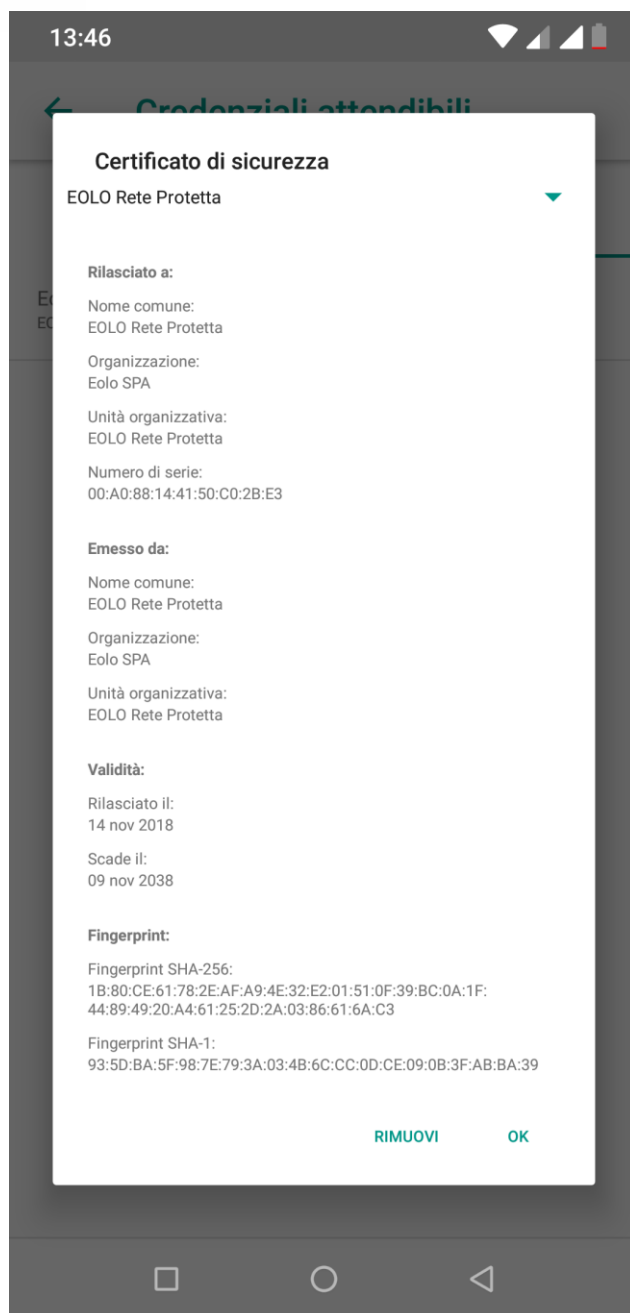 13:46
Credenziali attendibili
Certificato di sicurezza
EOLO Rete Protetta
Rilasciato a:
Nome comune:
EOLO Rete Protetta
Organizzazione:
Eolo SPA
Unità organizzativa:
EOLO Rete Protetta
Numero di serie:
00:A0:88:14:41:50:C0:2B:E3
Emesso da:
Nome comune:
EOLO Rete Protetta
Organizzazione:
Eolo SPA
Unità organizzativa:
EOLO Rete Protetta
Validità:
Rilasciato il:
14 nov 2018
Scade il:
09 nov 2038
Fingerprint:
Fingerprint SHA-256:
1B:80:CE:61:78:2E:AF:A9:4E:32:E2:01:51:0F:39:BC:0A:1F:
44:89:49:20:A4:61:25:2D:2A:03:86:61:6A:C3
Fingerprint SHA-1:
93:5D:BA:5F:98:7E:79:3A:03:4B:6C:CC:0D:CE:09:0B:3F:AB:BA:39
RIMUOVI OK